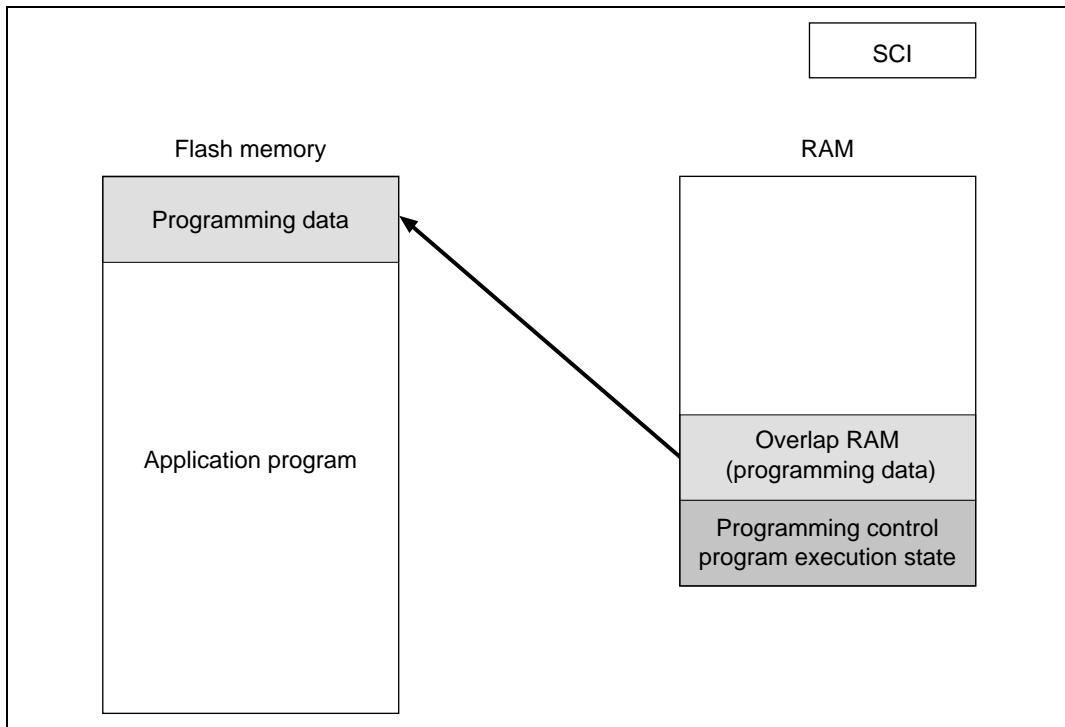 SCI
Flash memory
RAM
Programming data
Application program
Overlap RAM
(programming data)
Programming control
program execution state